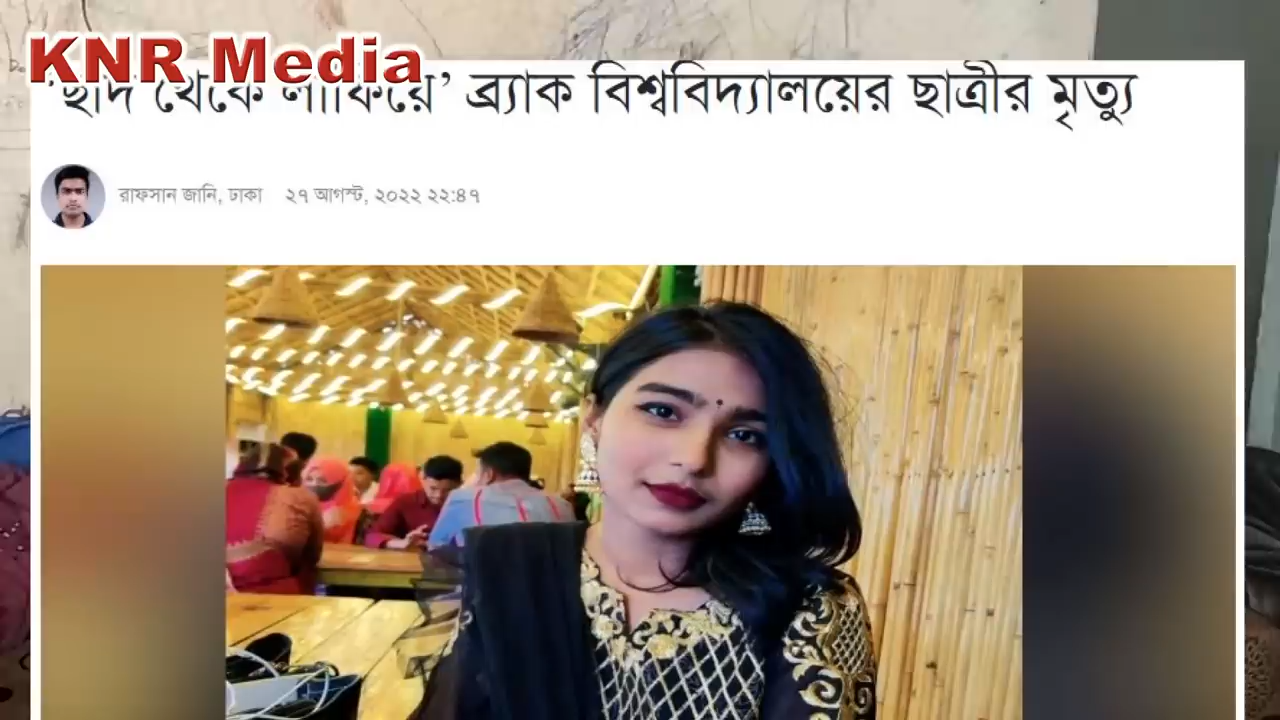 KNR Media
‘ছাদ থেকে লাফিয়ে’ ব্র্যাক বিশ্ববিদ্যালয়ের ছাত্রীর মৃত্যু
রাফসান জানি, ঢাকা ২৭ আগস্ট, ২০২২ ২২:৪৭